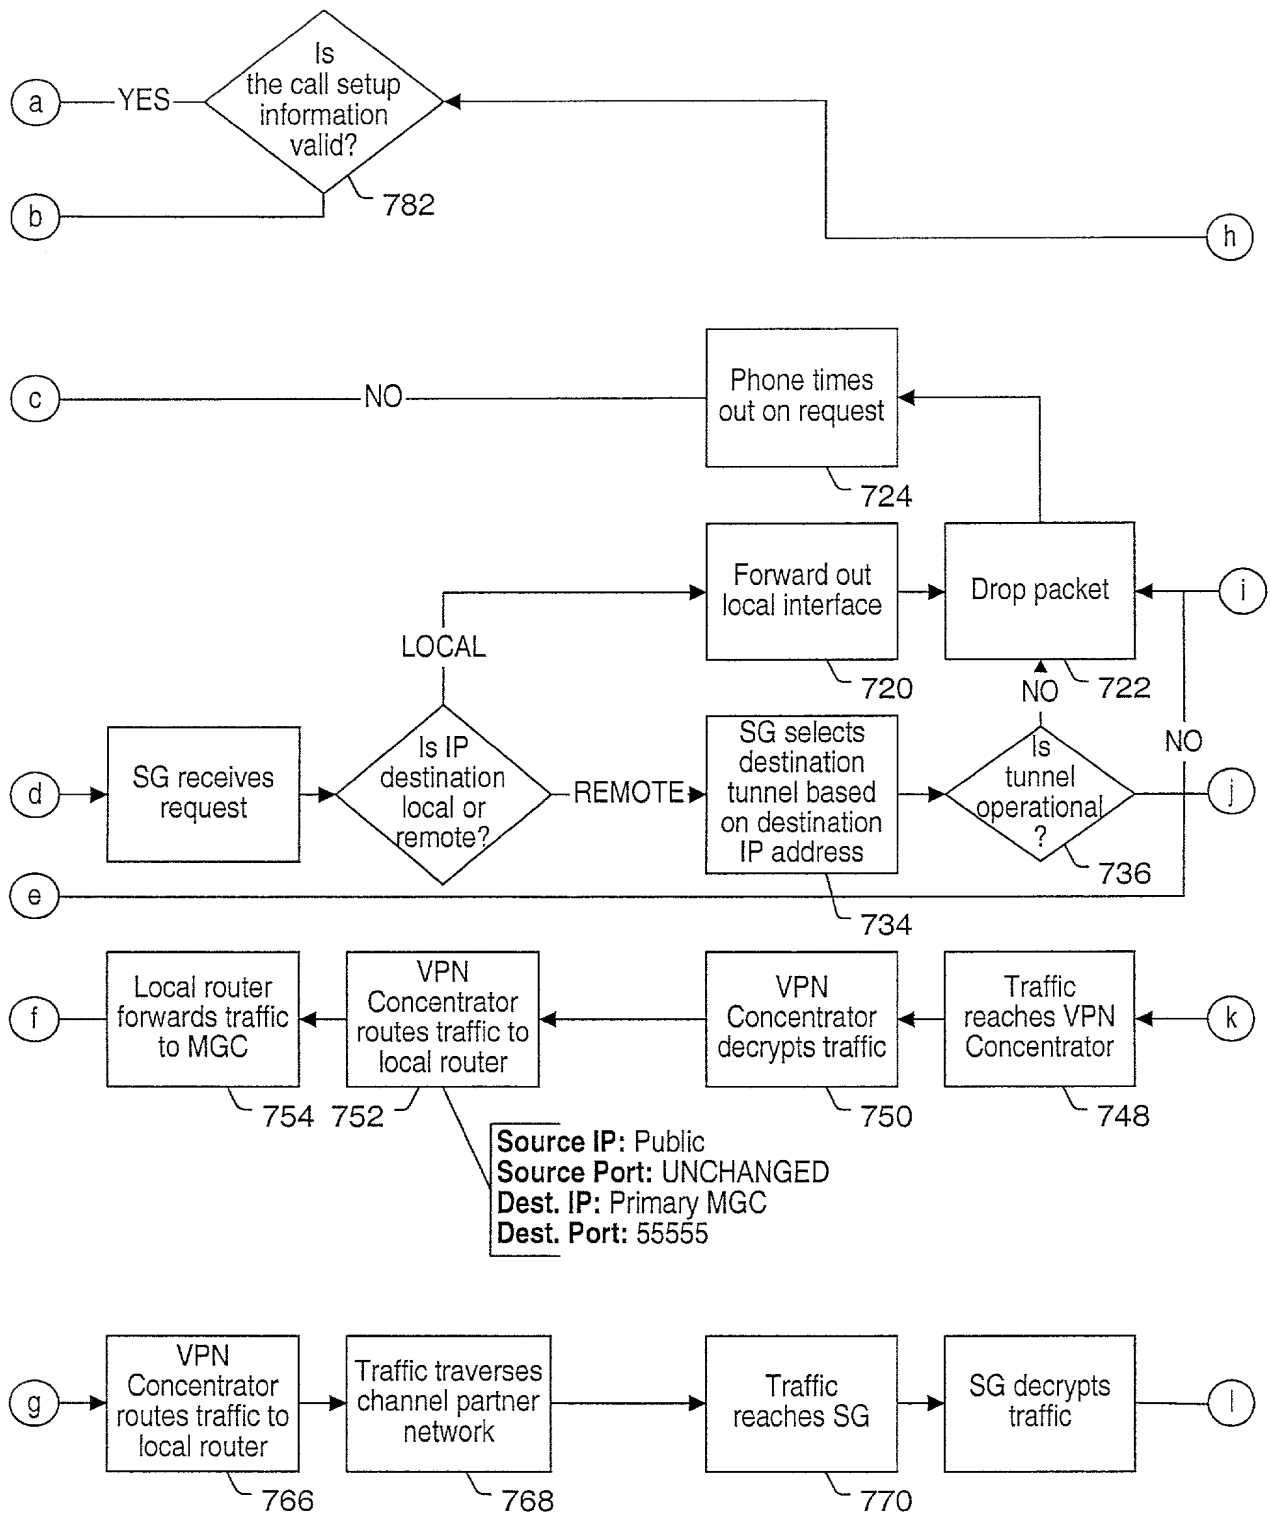 Is
the call setup
information
valid?
a
YES
782
b
h
Phone times
out on request
c
NO
724
Forward out
local interface
Drop packet
i
LOCAL
720
NO
722
SG receives
request
Is IP
destination
local or
remote?
REMOTE
SG selects
destination
tunnel based
on destination
IP address
Is
tunnel
operational
?
NO
d
j
736
e
734
Local router
forwards traffic
to MGC
VPN
Concentrator
routes traffic to
local router
VPN
Concentrator
decrypts traffic
Traffic
reaches VPN
Concentrator
f
k
754
752
750
748
Source IP: Public
Source Port: UNCHANGED
Dest. IP: Primary MGC
Dest. Port: 55555
g
VPN
Concentrator
routes traffic to
local router
Traffic traverses
channel partner
network
Traffic
reaches SG
SG decrypts
traffic
l
766
768
770